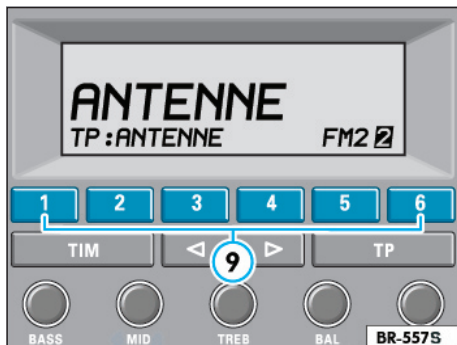 ANTENNE
TP:ANTENNE FM2 2
1 2 3 4 5 6
TIM ◁ ▷ TP
9
BASS MID TREB BAL
BR-557S